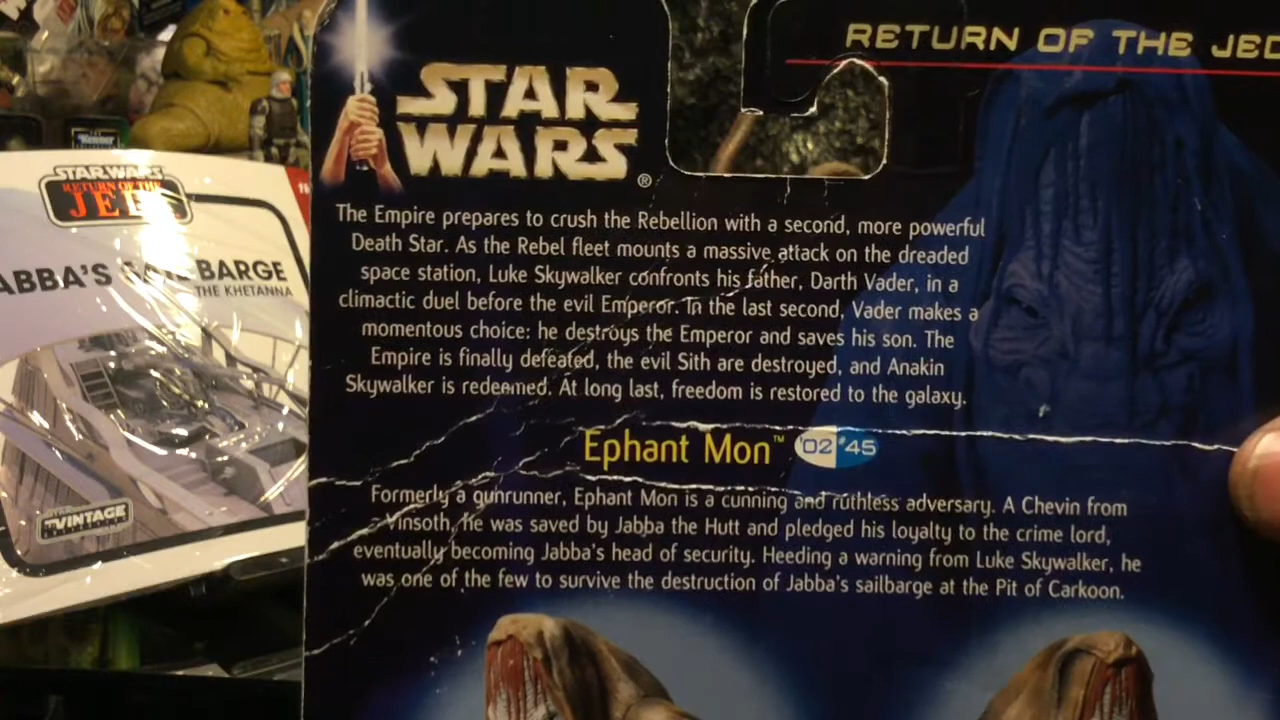 RETURN OF THE JED
STAR
WARS®
The Empire prepares to crush the Rebellion with a second, more powerful
Death Star. As the Rebel fleet mounts a massive attack on the dreaded
space station, Luke Skywalker confronts his father, Darth Vader, in a
climactic duel before the evil Emperor. In the last second, Vader makes a
momentous choice: he destroys the Emperor and saves his son. The
Empire is finally defeated, the evil Sith are destroyed, and Anakin
Skywalker is redeemed. At long last, freedom is restored to the galaxy.
Ephant Mon™ '02 #45
Formerly a gunrunner, Ephant Mon is a cunning and ruthless adversary. A Chevin from
Vinsoth, he was saved by Jabba the Hutt and pledged his loyalty to the crime lord,
eventually becoming Jabba's head of security. Heeding a warning from Luke Skywalker, he
was one of the few to survive the destruction of Jabba's sailbarge at the Pit of Carkoon.
Kenner
STAR WARS
RETURN OF THE
JEDI
ABBA'S SAIL BARGE
THE KHETANNA
VINTAGE